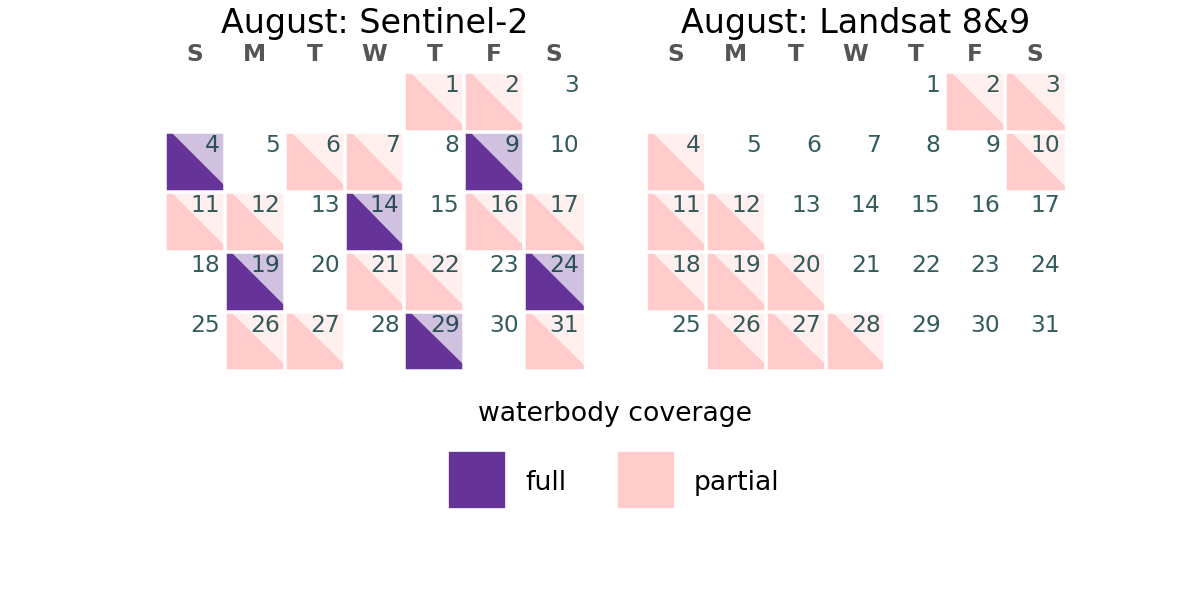 August: Sentinel-2
S M T W T F S
1 2 3
4 5 6 7 8 9 10
11 12 13 14 15 16 17
18 19 20 21 22 23 24
25 26 27 28 29 30 31
August: Landsat 8&9
S M T W T F S
1 2 3
4 5 6 7 8 9 10
11 12 13 14 15 16 17
18 19 20 21 22 23 24
25 26 27 28 29 30 31
waterbody coverage
full partial